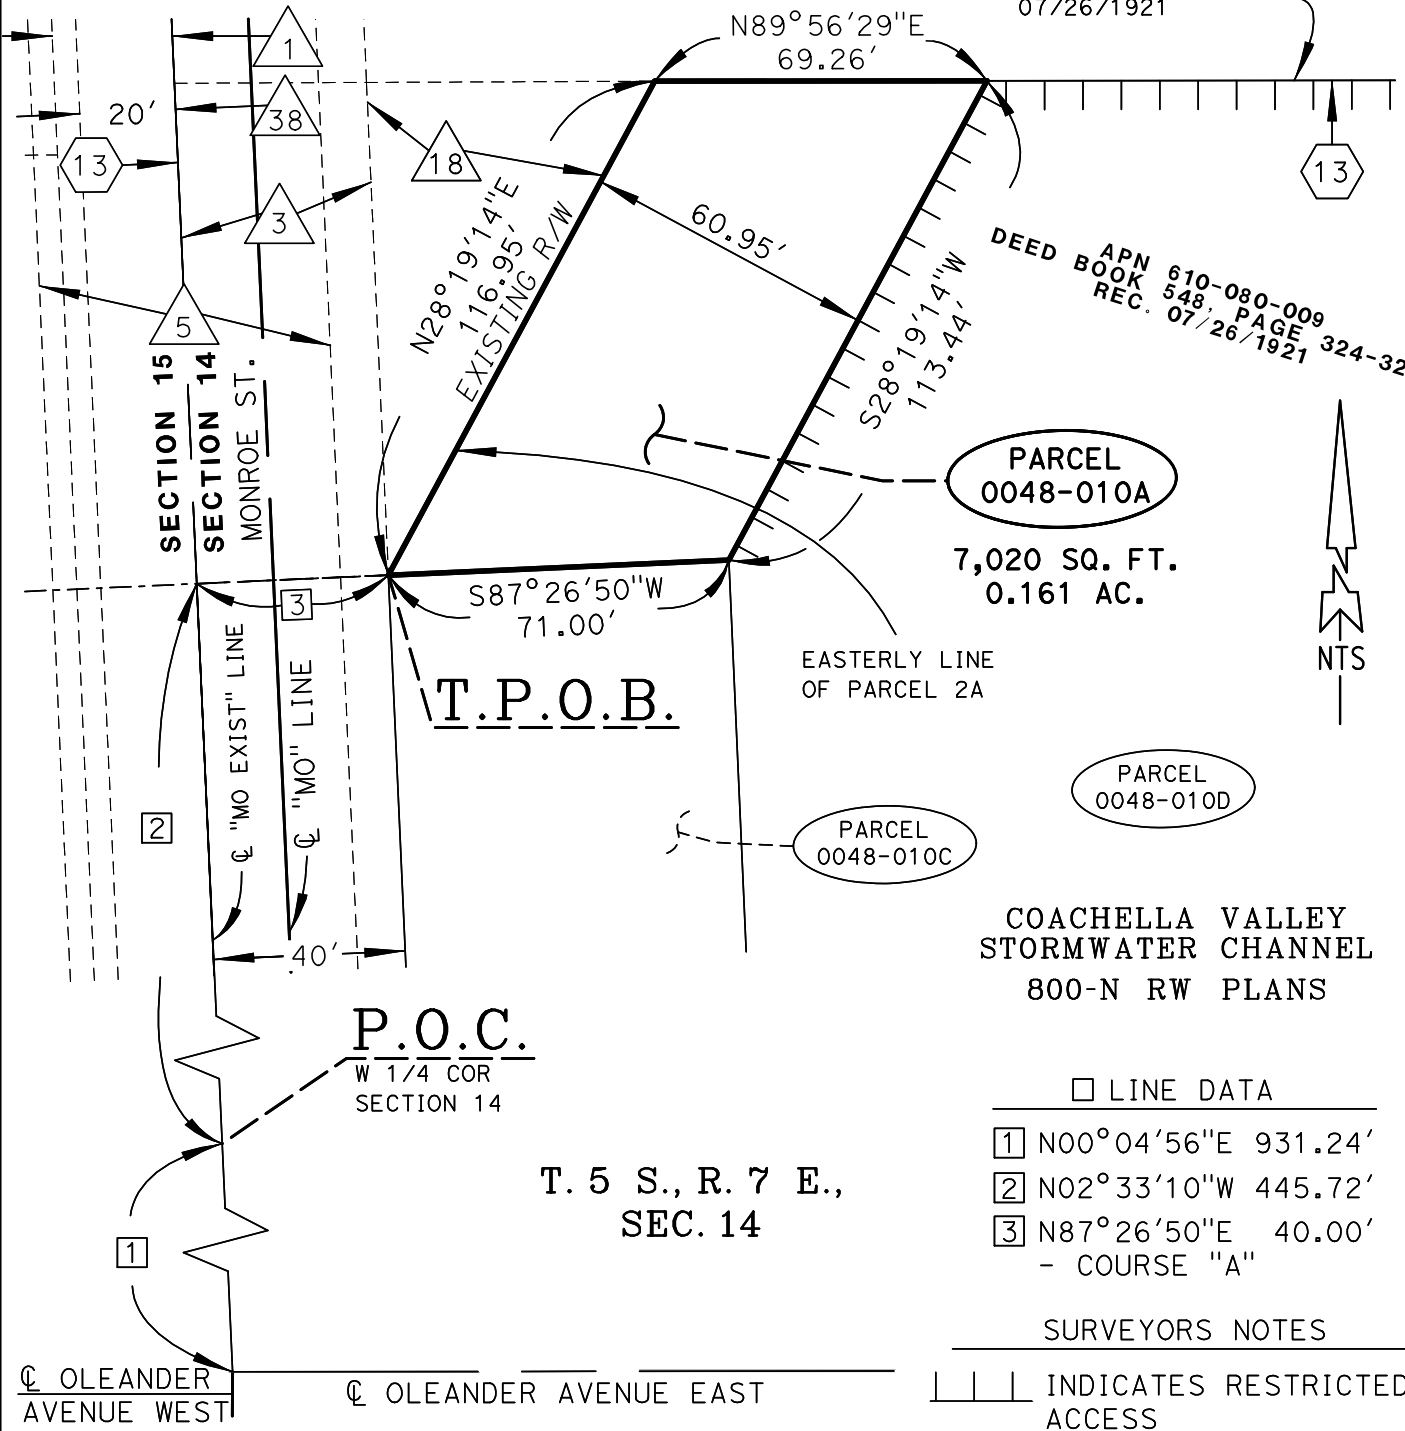 07/26/1921
N89°56'29"E
69.26'
1
20'
38
13
18
13
3
N28°19'14"E
116.95'
EXISTING R/W
60.95'
S28°19'14"W
113.44'
APN 610-080-009
DEED BOOK 548, PAGE 324-32
REC. 07/26/1921
5
SECTION 15
SECTION 14
MONROE ST.
PARCEL
0048-010A
7,020 SQ. FT.
0.161 AC.
3
S87°26'50"W
71.00'
EASTERLY LINE
OF PARCEL 2A
NTS
T.P.O.B.
℄ "MO EXIST" LINE
℄ "MO" LINE
2
PARCEL
0048-010D
PARCEL
0048-010C
40'
COACHELLA VALLEY
STORMWATER CHANNEL
800-N RW PLANS
P.O.C.
W 1/4 COR
SECTION 14
□ LINE DATA
1 N00°04'56"E 931.24'
2 N02°33'10"W 445.72'
3 N87°26'50"E 40.00'
- COURSE "A"
T. 5 S., R. 7 E.,
SEC. 14
1
SURVEYORS NOTES
INDICATES RESTRICTED
ACCESS
℄ OLEANDER
AVENUE WEST
℄ OLEANDER AVENUE EAST